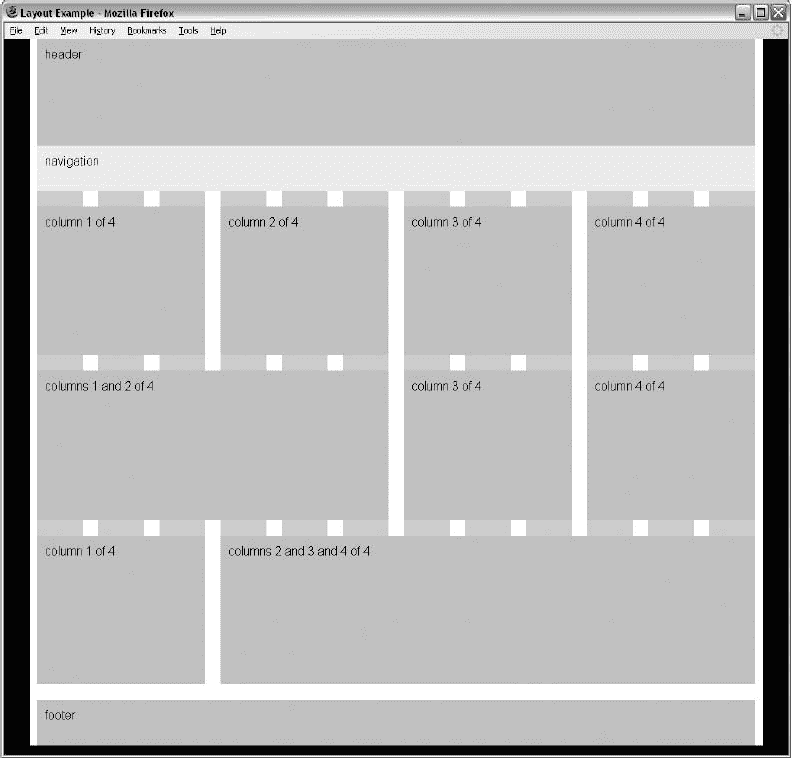 Layout Example - Mozilla Firefox
File Edit View History Bookmarks Tools Help
header
navigation
column 1 of 4 column 2 of 4 column 3 of 4 column 4 of 4
columns 1 and 2 of 4 column 3 of 4 column 4 of 4
column 1 of 4 columns 2 and 3 and 4 of 4
footer